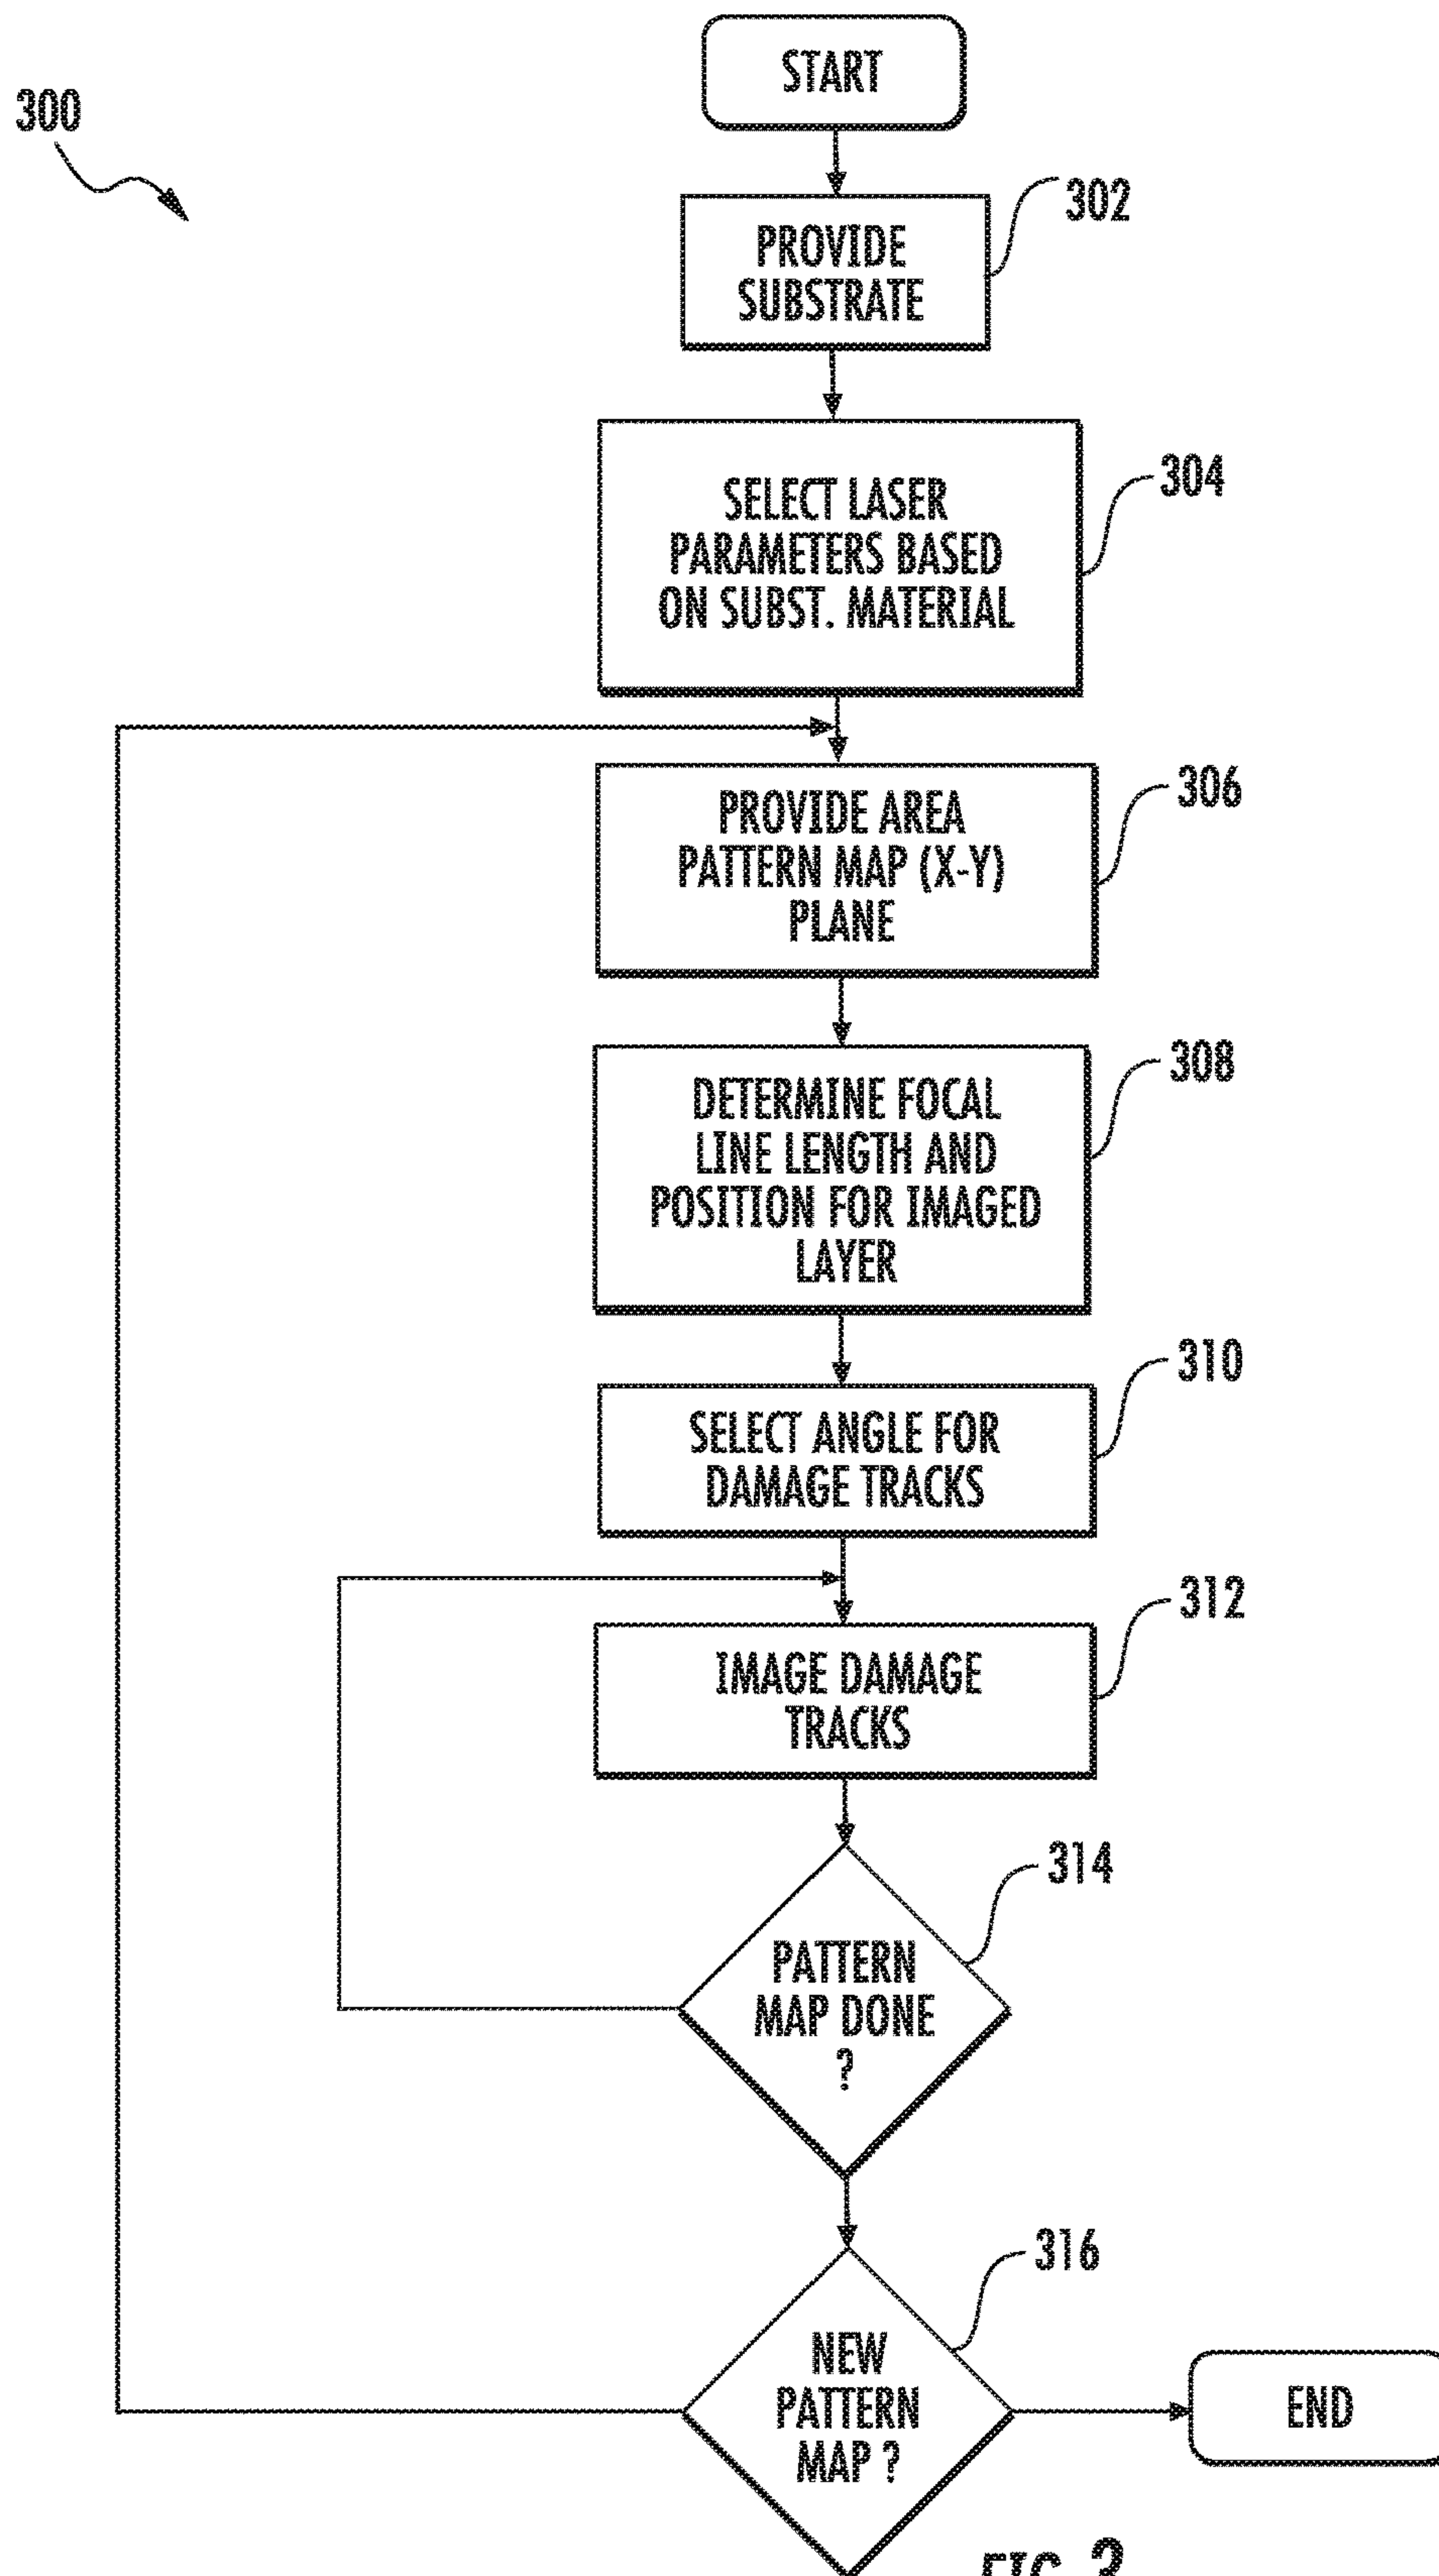 START
300
302
PROVIDE
SUBSTRATE
304
SELECT LASER
PARAMETERS BASED
ON SUBST. MATERIAL
306
PROVIDE AREA
PATTERN MAP (X-Y)
PLANE
308
DETERMINE FOCAL
LINE LENGTH AND
POSITION FOR IMAGED
LAYER
310
SELECT ANGLE FOR
DAMAGE TRACKS
312
IMAGE DAMAGE
TRACKS
314
PATTERN
MAP DONE
?
316
NEW
PATTERN
MAP ?
END